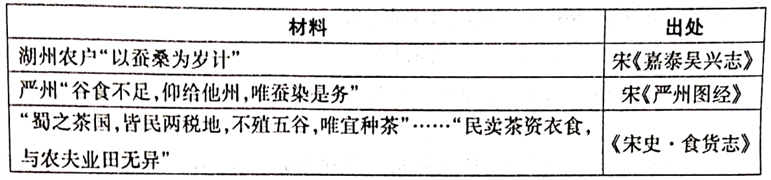 材料 出处
湖州农户“以蚕桑为岁计” 宋《嘉泰吴兴志》
严州“谷食不足,仰给他州,唯蚕染是务” 宋《严州图经》
“蜀之茶国,皆民两税地,不殖五谷,唯宜种茶”……“民卖茶资衣食,
与农夫业田无异” 《宋史·食货志》